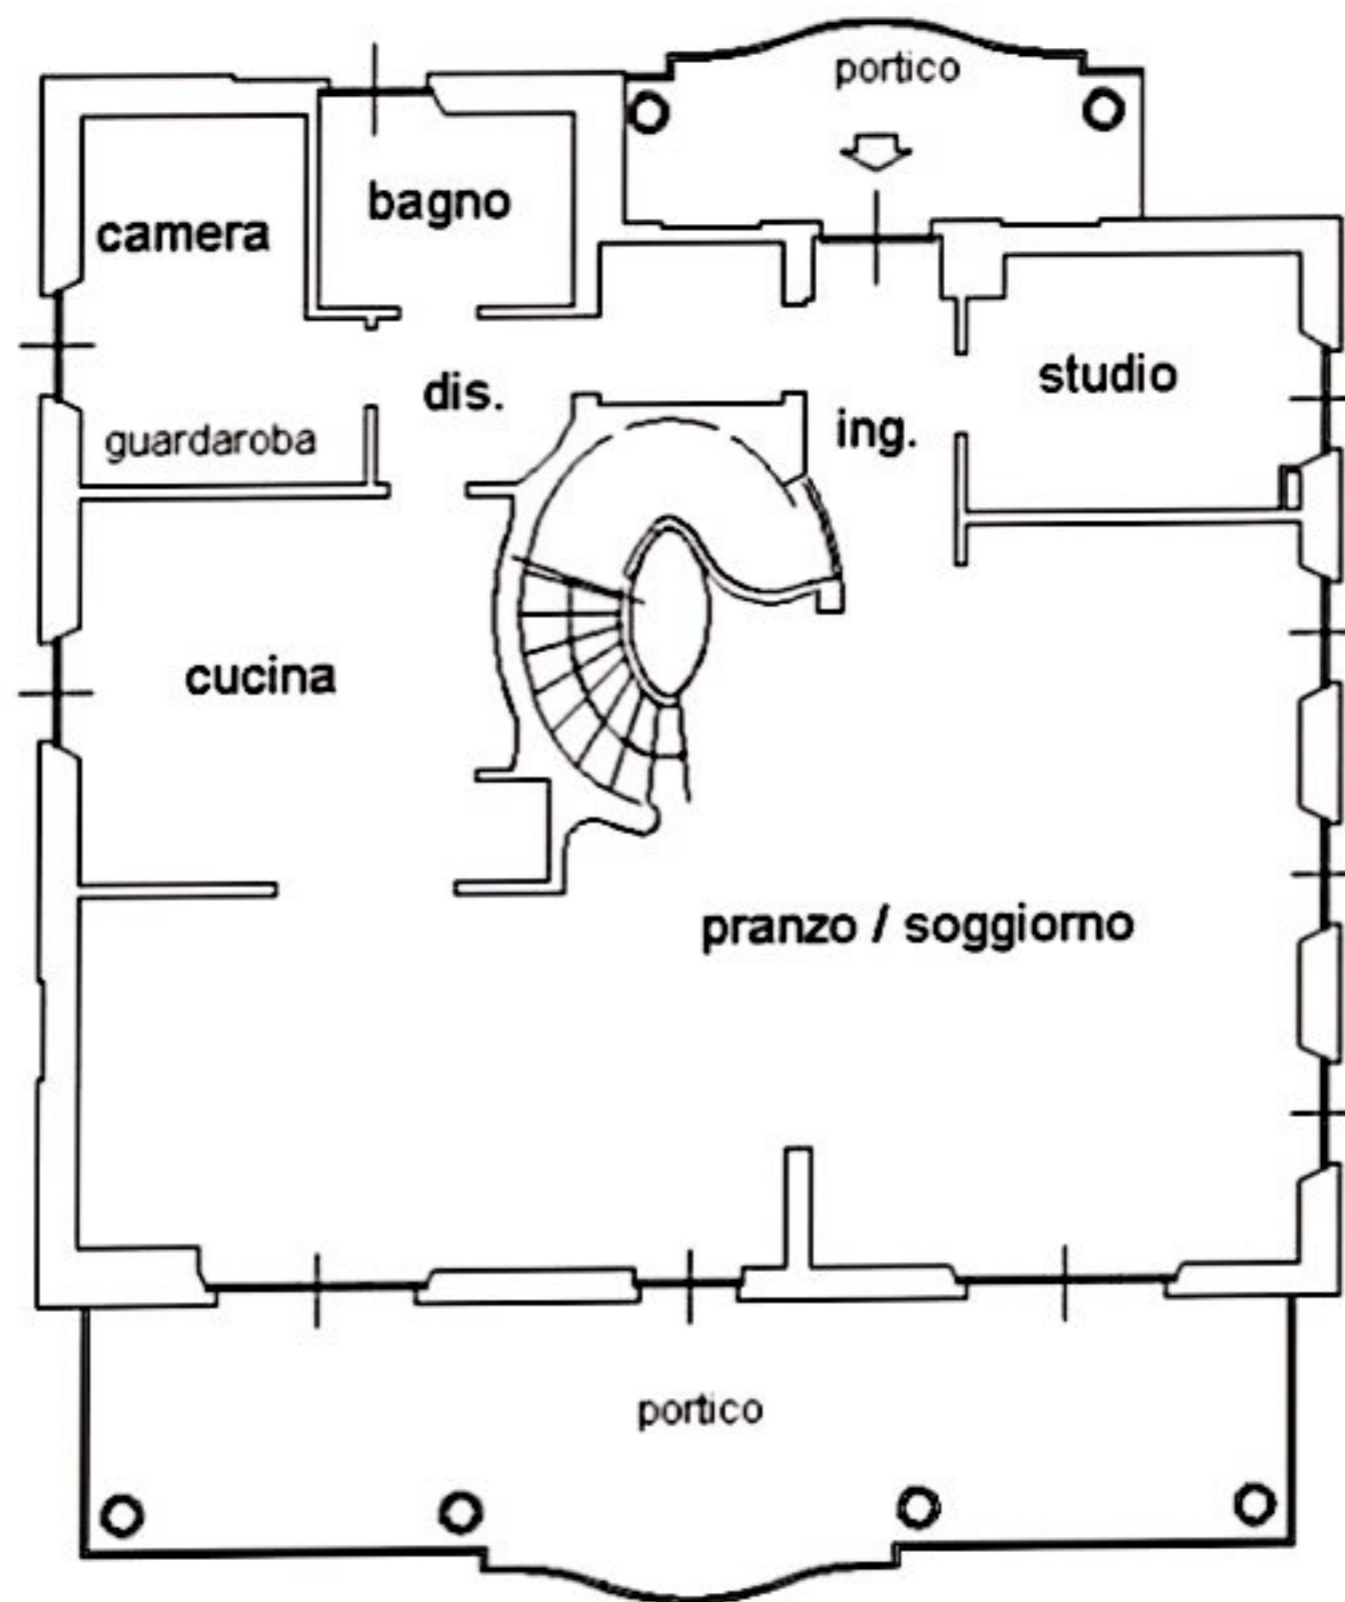 portico
bagno
camera
studio
dis.
ing.
guardaroba
cucina
pranzo / soggiorno
portico